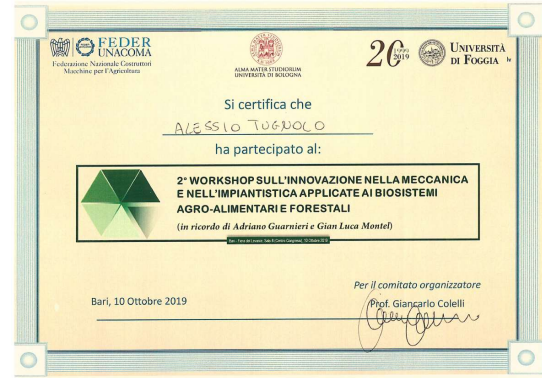 FEDER
UNACOMA
Federazione Nazionale Costruttori
Macchine per l'Agricoltura
ALMA MATER STUDIORUM
UNIVERSITÀ DI BOLOGNA
20 1999
2019
UNIVERSITÀ
DI FOGGIA
Si certifica che
ALESSIO TUGNOLO
ha partecipato al:
2° WORKSHOP SULL'INNOVAZIONE NELLA MECCANICA
E NELL'IMPIANTISTICA APPLICATE AI BIOSISTEMI
AGRO-ALIMENTARI E FORESTALI
(in ricordo di Adriano Guarnieri e Gian Luca Montel)
Per il comitato organizzatore
Bari, 10 Ottobre 2019
Prof. Giancarlo Colelli